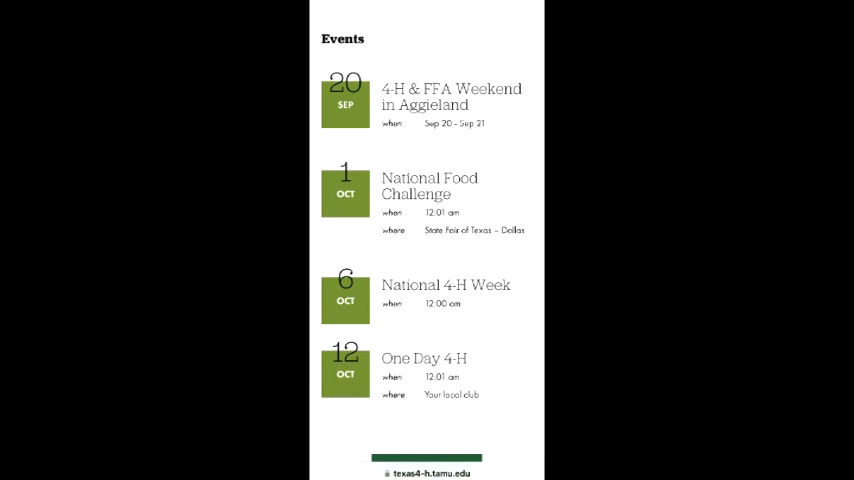 Events
20
SEP
4-H & FFA Weekend
in Aggieland
when Sep 20 - Sep 21
1
OCT
National Food
Challenge
when 12:01 am
where State Fair of Texas – Dallas
6
OCT
National 4-H Week
when 12:00 am
12
OCT
One Day 4-H
when 12:01 am
where Your local club
texas4-h.tamu.edu